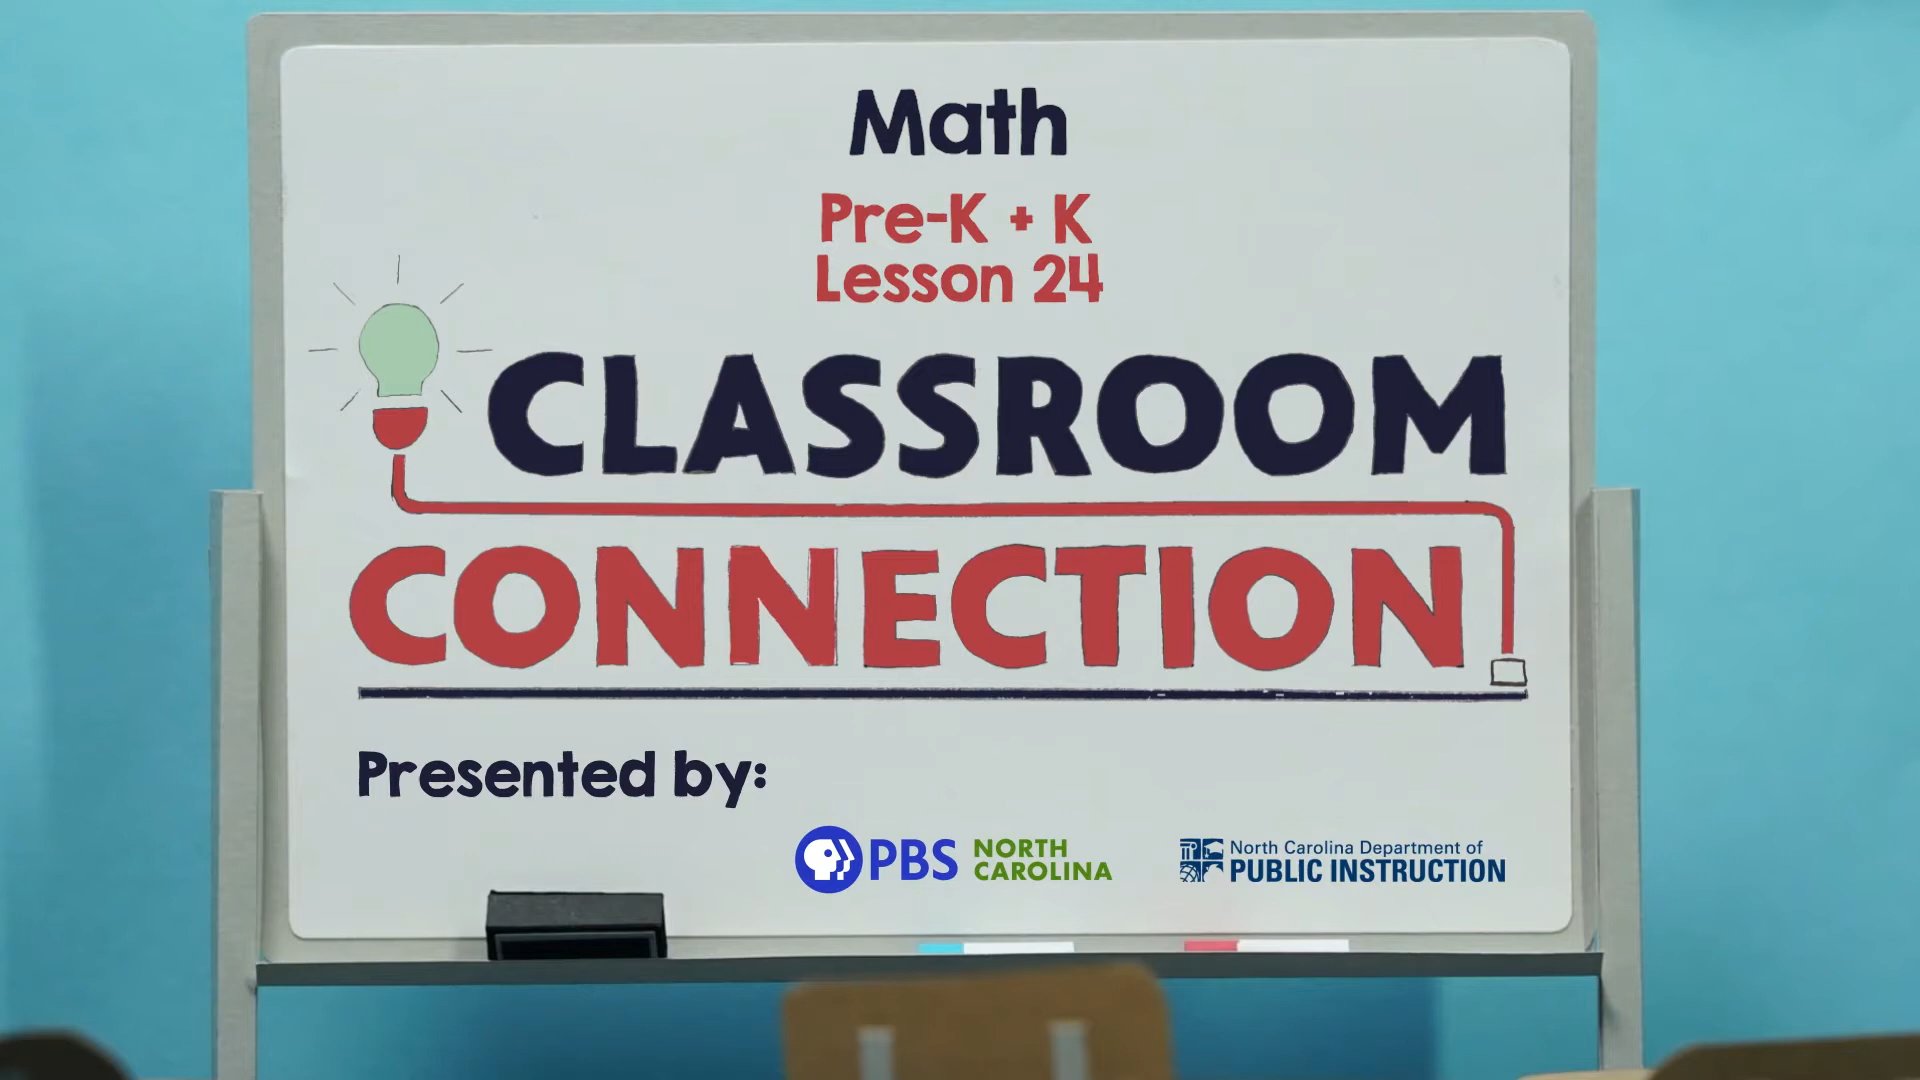 Math
Pre-K + K
Lesson 24
CLASSROOM
CONNECTION
Presented by:
PBS NORTH CAROLINA
North Carolina Department of
PUBLIC INSTRUCTION